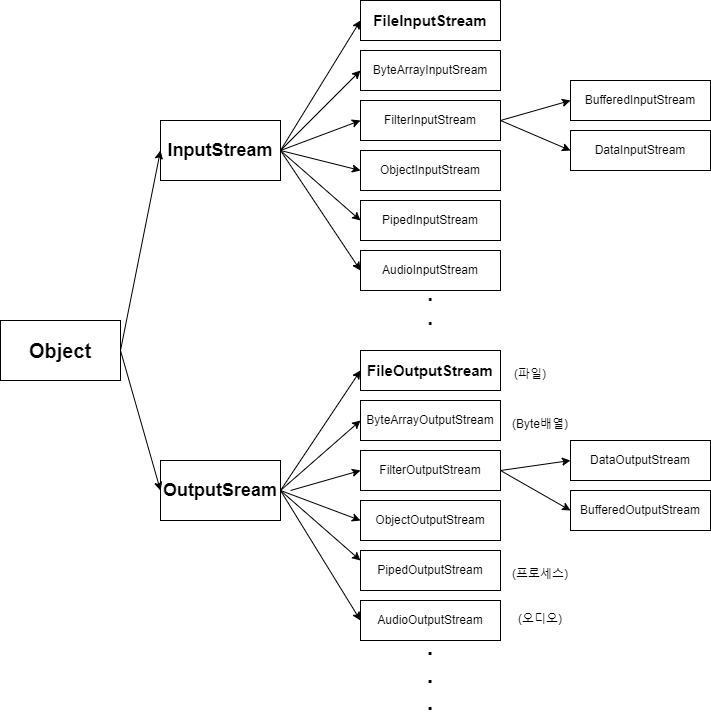 FileInputStream
ByteArrayInputSream
FilterInputStream
BufferedInputStream
DataInputStream
InputStream
ObjectInputStream
PipedInputStream
AudioInputStream
Object
FileOutputStream (파일)
ByteArrayOutputStream (Byte배열)
FilterOutputStream
DataOutputStream
BufferedOutputStream
OutputSream
ObjectOutputStream
PipedOutputStream (프로세스)
AudioOutputStream (오디오)